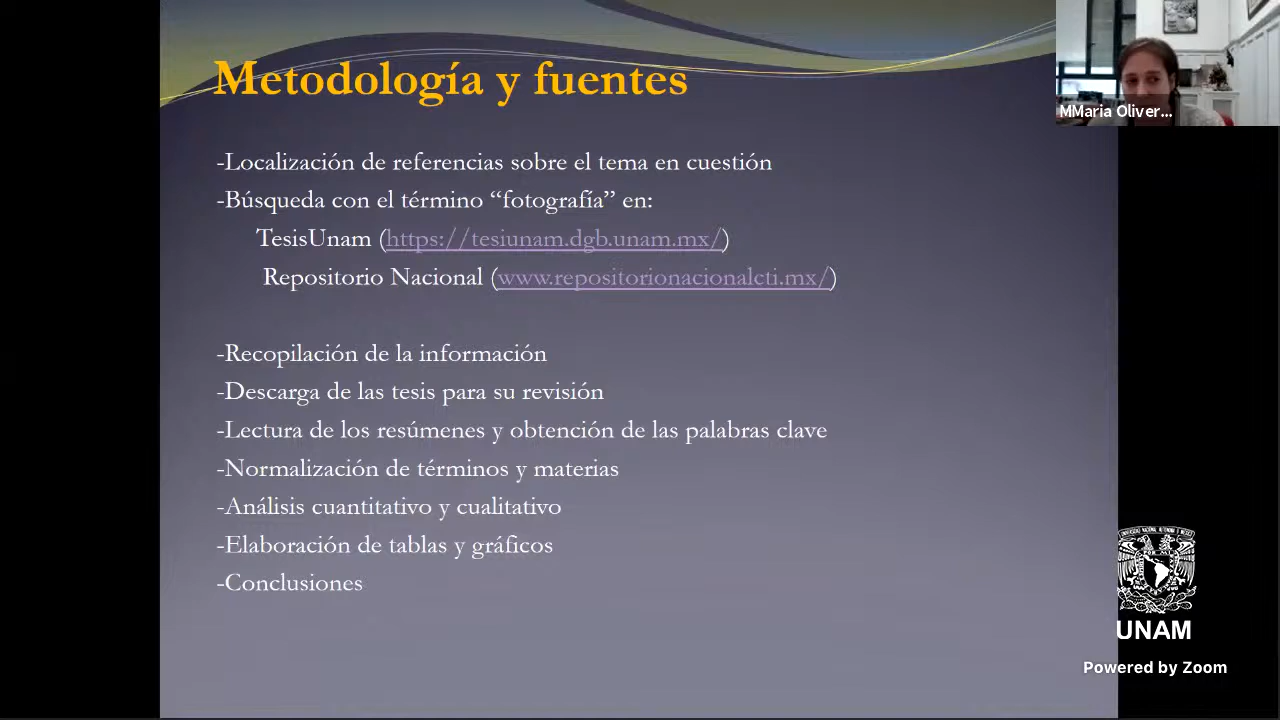 Metodología y fuentes
MMaria Oliver...
-Localización de referencias sobre el tema en cuestión
-Búsqueda con el término “fotografía” en:
TesisUnam (https://tesiunam.dgb.unam.mx/)
Repositorio Nacional (www.repositorionacionalcti.mx/)
-Recopilación de la información
-Descarga de las tesis para su revisión
-Lectura de los resúmenes y obtención de las palabras clave
-Normalización de términos y materias
-Análisis cuantitativo y cualitativo
-Elaboración de tablas y gráficos
-Conclusiones
UNAM
Powered by Zoom